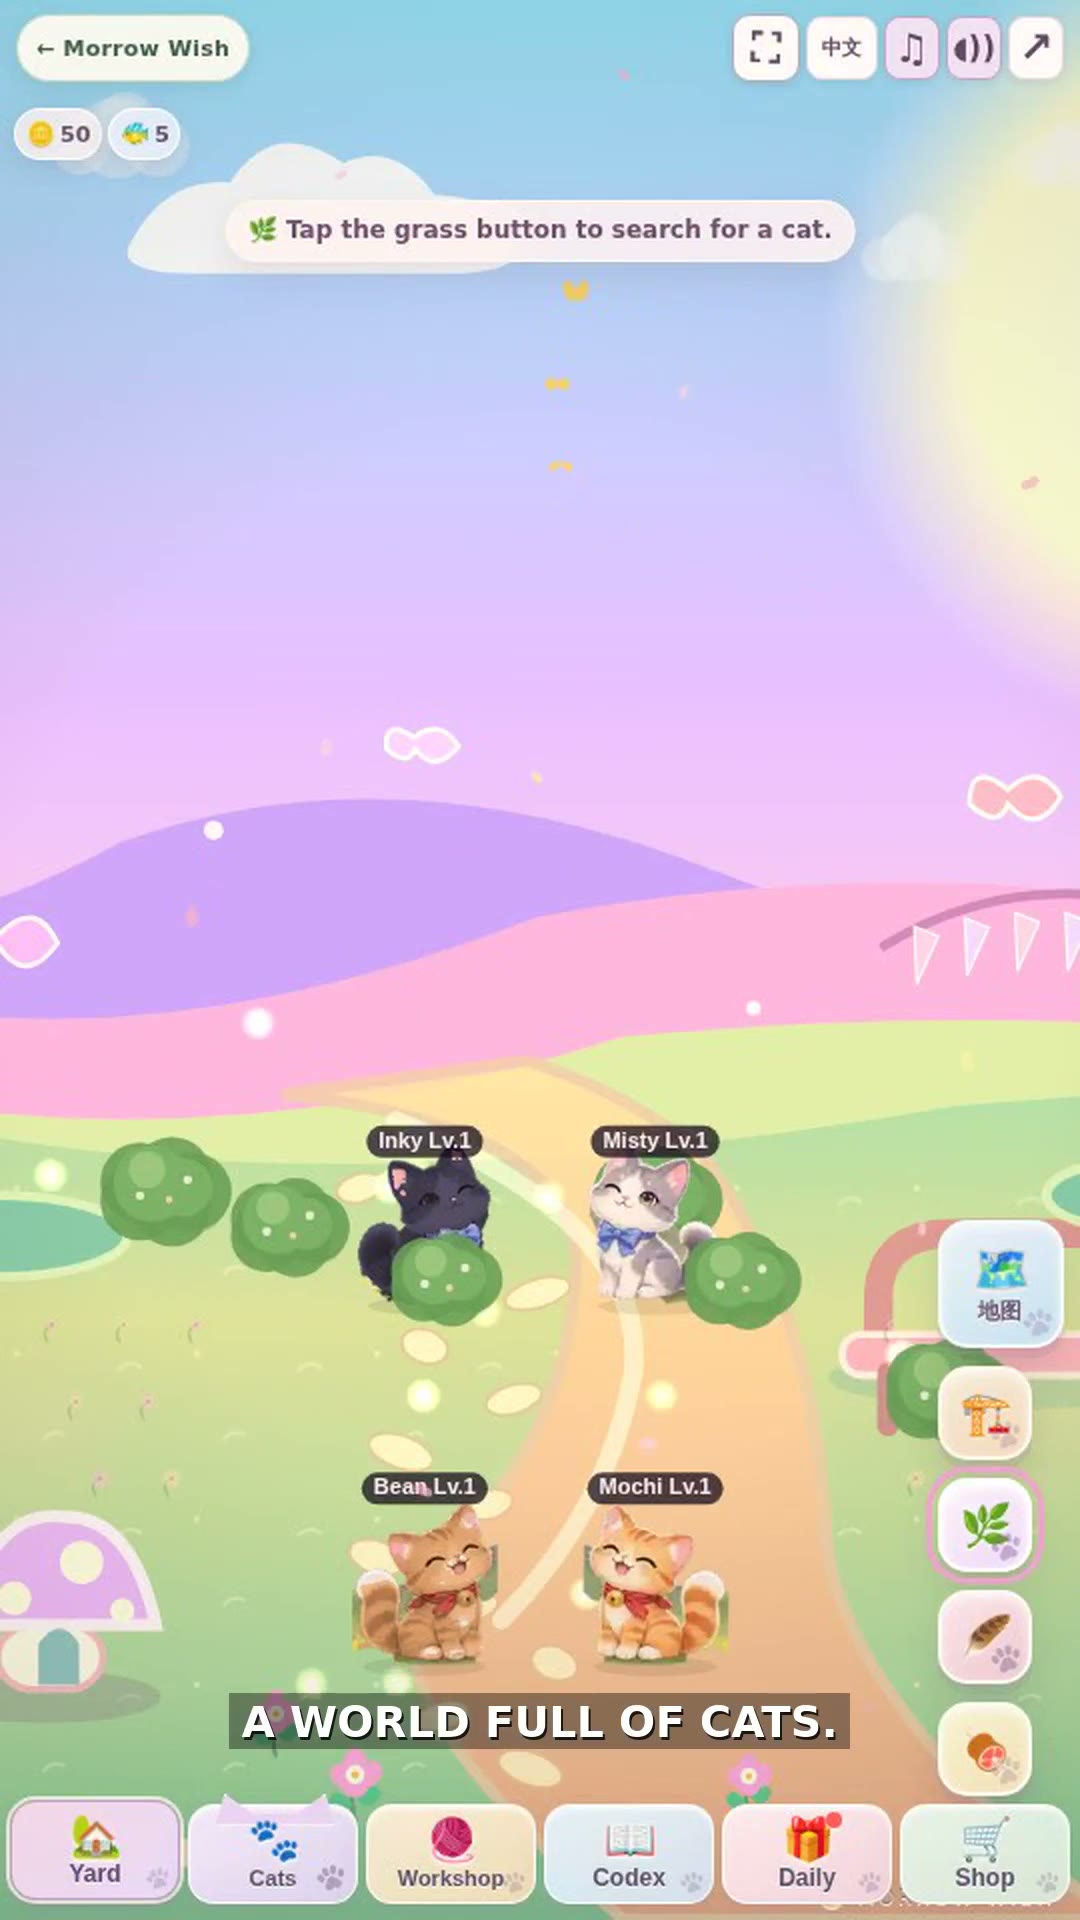 ← Morrow Wish
中文
50
5
Tap the grass button to search for a cat.
Inky Lv.1
Misty Lv.1
地图
Bean Lv.1
Mochi Lv.1
A WORLD FULL OF CATS.
Yard
Cats
Workshop
Codex
Daily
Shop